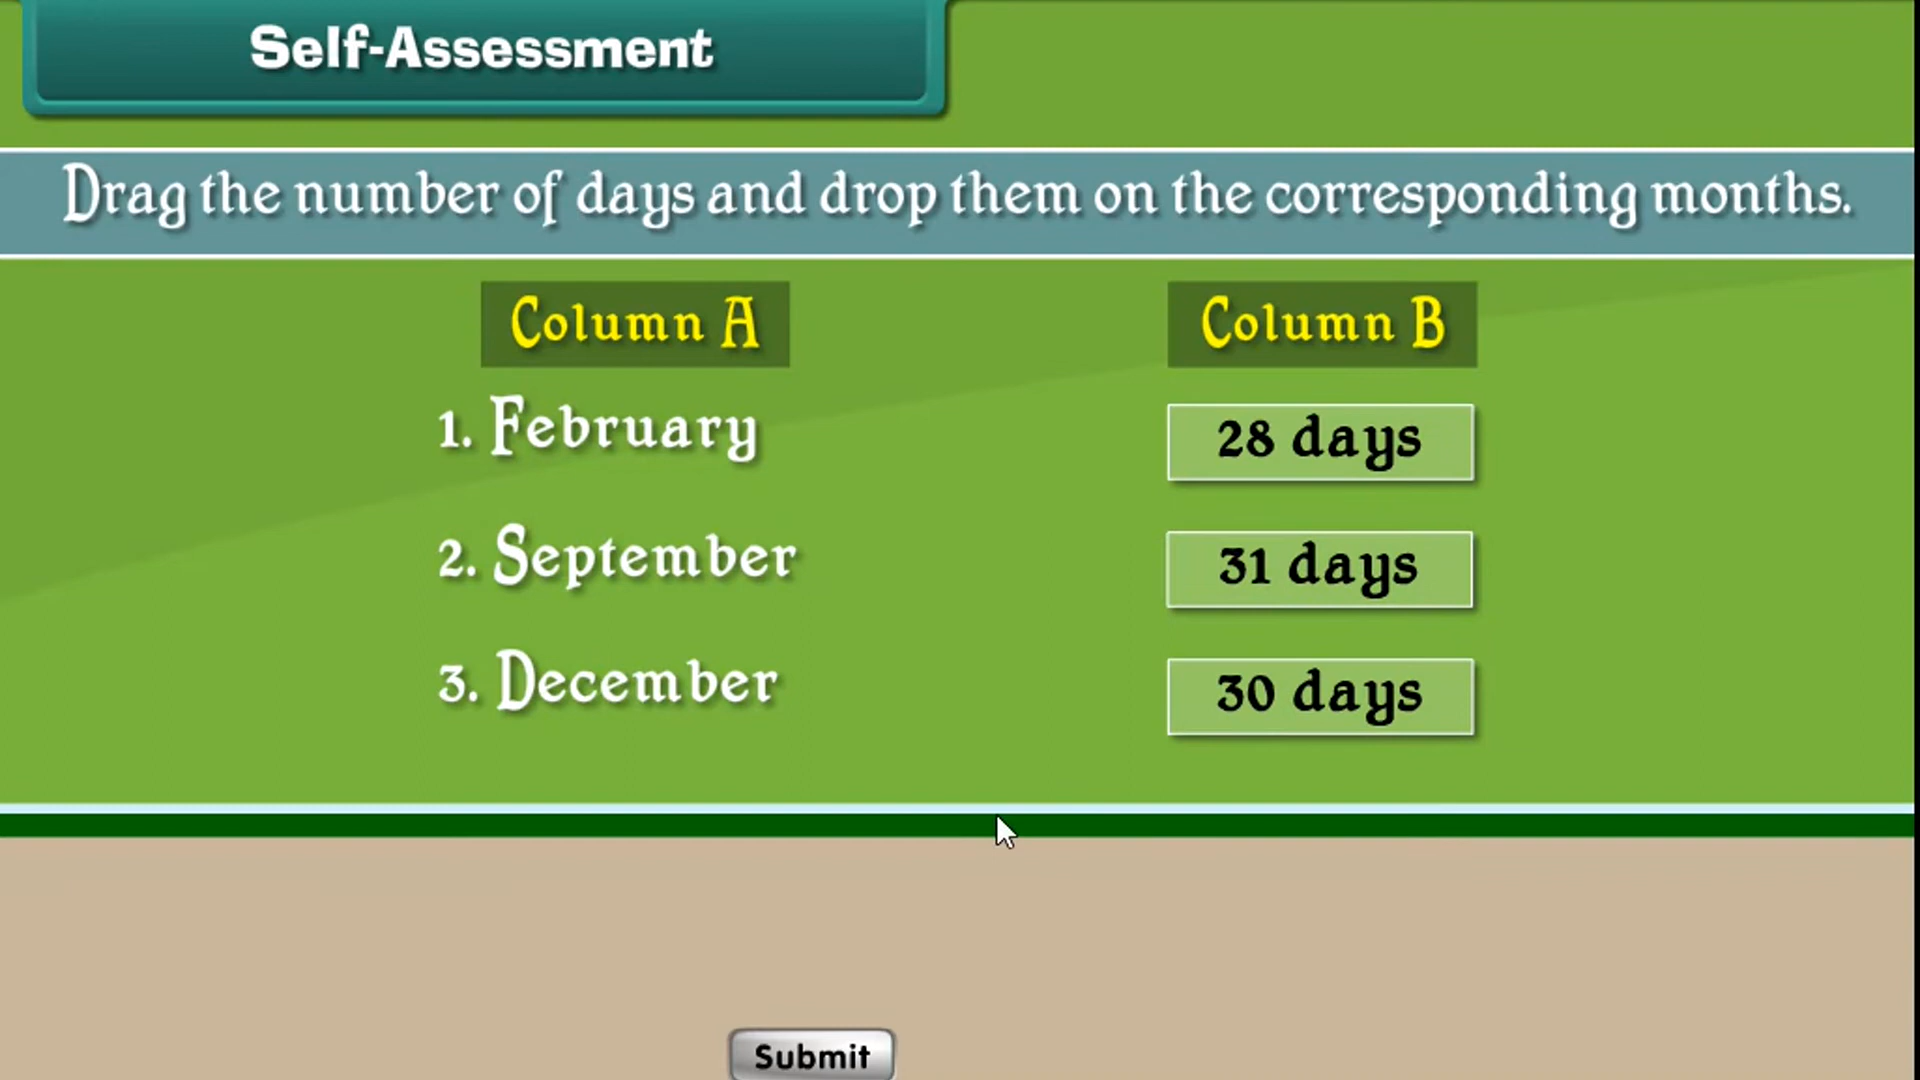 Self-Assessment
Drag the number of days and drop them on the corresponding months.
Column A
Column B
1. February
28 days
2. September
31 days
3. December
30 days
Submit